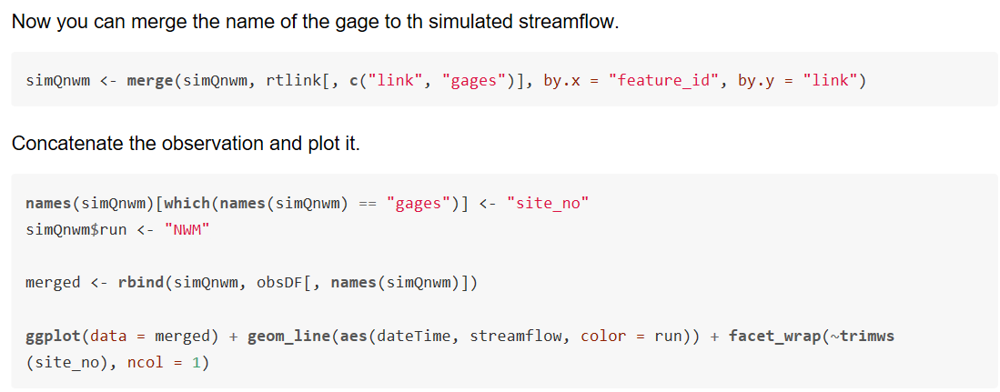 Now you can merge the name of the gage to th simulated streamflow.
simQnwm <- merge(simQnwm, rtlink[, c("link", "gages")], by.x = "feature_id", by.y = "link")
Concatenate the observation and plot it.
names(simQnwm)[which(names(simQnwm) == "gages")] <- "site_no"
simQnwm$run <- "NWM"
merged <- rbind(simQnwm, obsDF[, names(simQnwm)])
ggplot(data = merged) + geom_line(aes(dateTime, streamflow, color = run)) + facet_wrap(~trimws
(site_no), ncol = 1)